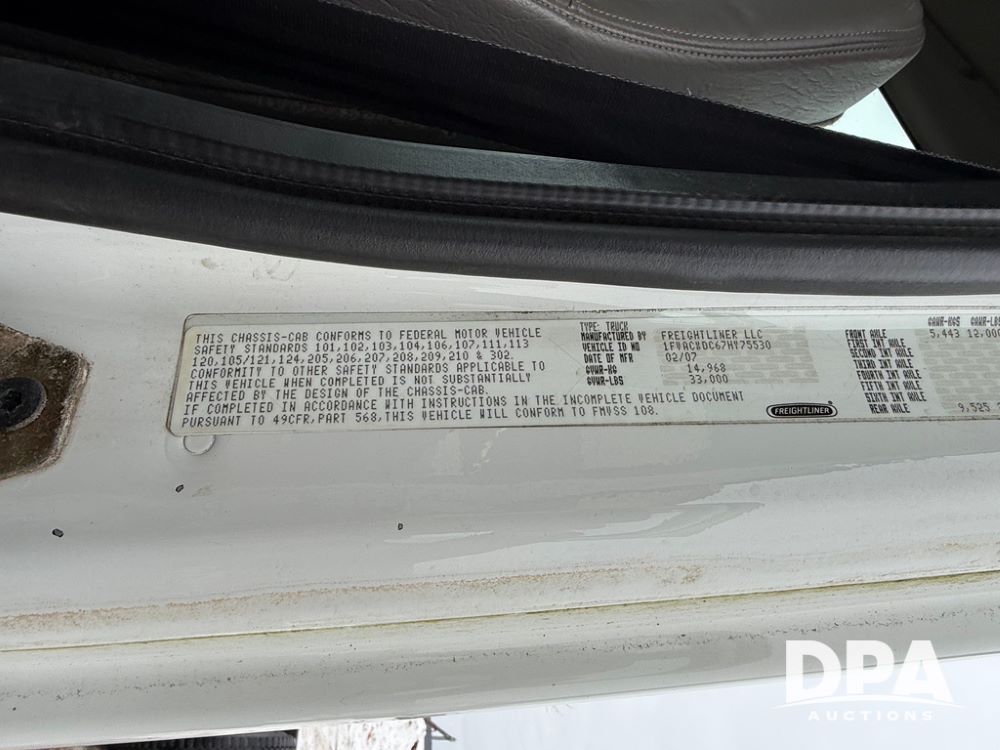 THIS CHASSIS-CAB CONFORMS TO FEDERAL MOTOR VEHICLE
SAFETY STANDARDS 101,102,103,104,106,107,111,113
120,105/121,124,205,206,207,208,209,210 & 302.
CONFORMITY TO OTHER SAFETY STANDARDS APPLICABLE TO
THIS VEHICLE WHEN COMPLETED IS NOT SUBSTANTIALLY
AFFECTED BY THE DESIGN OF THE CHASSIS-CAB.
IF COMPLETED IN ACCORDANCE WITH INSTRUCTIONS IN THE INCOMPLETE VEHICLE DOCUMENT
PURSUANT TO 49CFR,PART 568,THIS VEHICLE WILL CONFORM TO FMVSS 108.
TYPE: TRUCK
MANUFACTURED BY FREIGHTLINER LLC
VEHICLE ID NO
DATE OF MFR 02/07
GVWR-KG 14,968
GVWR-LBS 33,000
FREIGHTLINER
GAWR-KGS GAWR-LBS
FRONT AXLE 5,443 12,000
FIRST INT AXLE
SECOND INT AXLE
THIRD INT AXLE
FOURTH INT AXLE
FIFTH INT AXLE
SIXTH INT AXLE
REAR AXLE 9,525
DPA
AUCTIONS